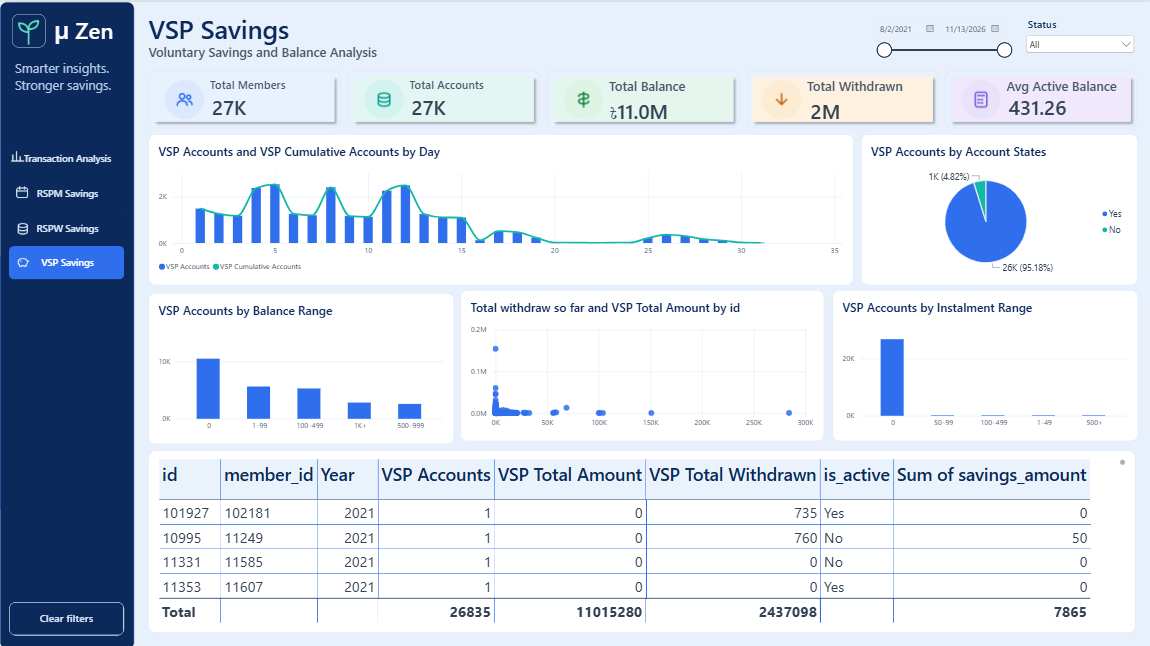 μ Zen
Smarter insights.
Stronger savings.
Transaction Analysis
RSPM Savings
RSPW Savings
VSP Savings
Clear filters
VSP Savings
Voluntary Savings and Balance Analysis
8/2/2021 11/13/2026
Status
All
Total Members
27K
Total Accounts
27K
Total Balance
৳11.0M
Total Withdrawn
2M
Avg Active Balance
431.26
VSP Accounts and VSP Cumulative Accounts by Day
2K
0K
0 5 10 15 20 25 30 35
VSP Accounts VSP Cumulative Accounts
VSP Accounts by Account States
1K (4.82%)
Yes
No
26K (95.18%)
VSP Accounts by Balance Range
10K
0K
0 1-99 100-499 1K+ 500-999
Total withdraw so far and VSP Total Amount by id
0.2M
0.1M
0.0M
0K 50K 100K 150K 200K 250K 300K
VSP Accounts by Instalment Range
20K
0K
0 50-99 100-499 1-49 500+
id member_id Year VSP Accounts VSP Total Amount VSP Total Withdrawn is_active Sum of savings_amount
101927 102181 2021 1 0 735 Yes 0
10995 11249 2021 1 0 760 No 50
11331 11585 2021 1 0 0 No 0
11353 11607 2021 1 0 0 Yes 0
Total 26835 11015280 2437098 7865